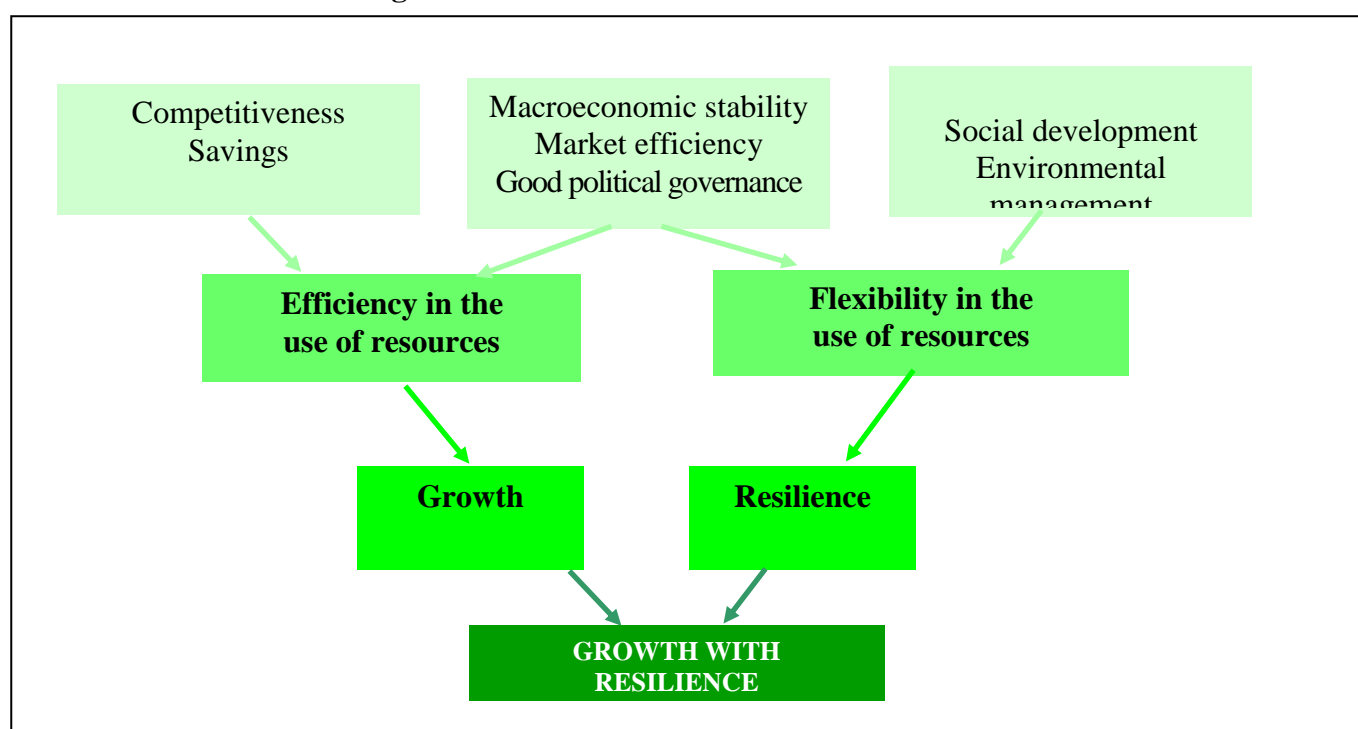 Competitiveness
Savings
Macroeconomic stability
Market efficiency
Good political governance
Social development
Environmental
management
Efficiency in the
use of resources
Flexibility in the
use of resources
Growth
Resilience
GROWTH WITH
RESILIENCE